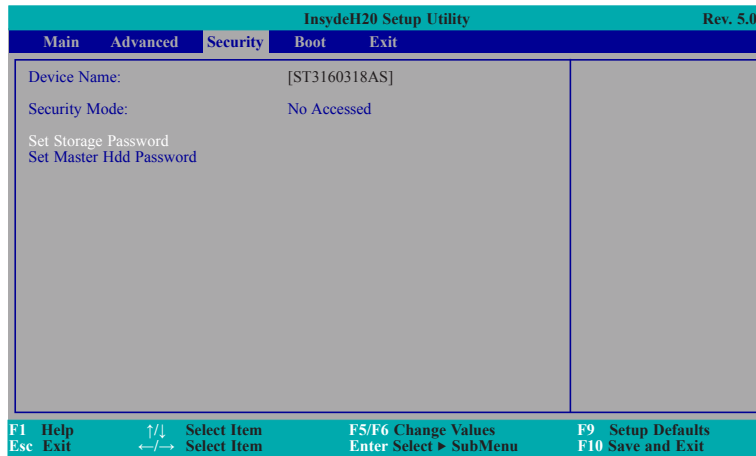 InsydeH20 Setup Utility Rev. 5.0
Main Advanced Security Boot Exit
Device Name: [ST3160318AS]
Security Mode: No Accessed
Set Storage Password
Set Master Hdd Password
F1 Help ↑/↓ Select Item F5/F6 Change Values F9 Setup Defaults
Esc Exit ←/→ Select Item Enter Select ▶ SubMenu F10 Save and Exit